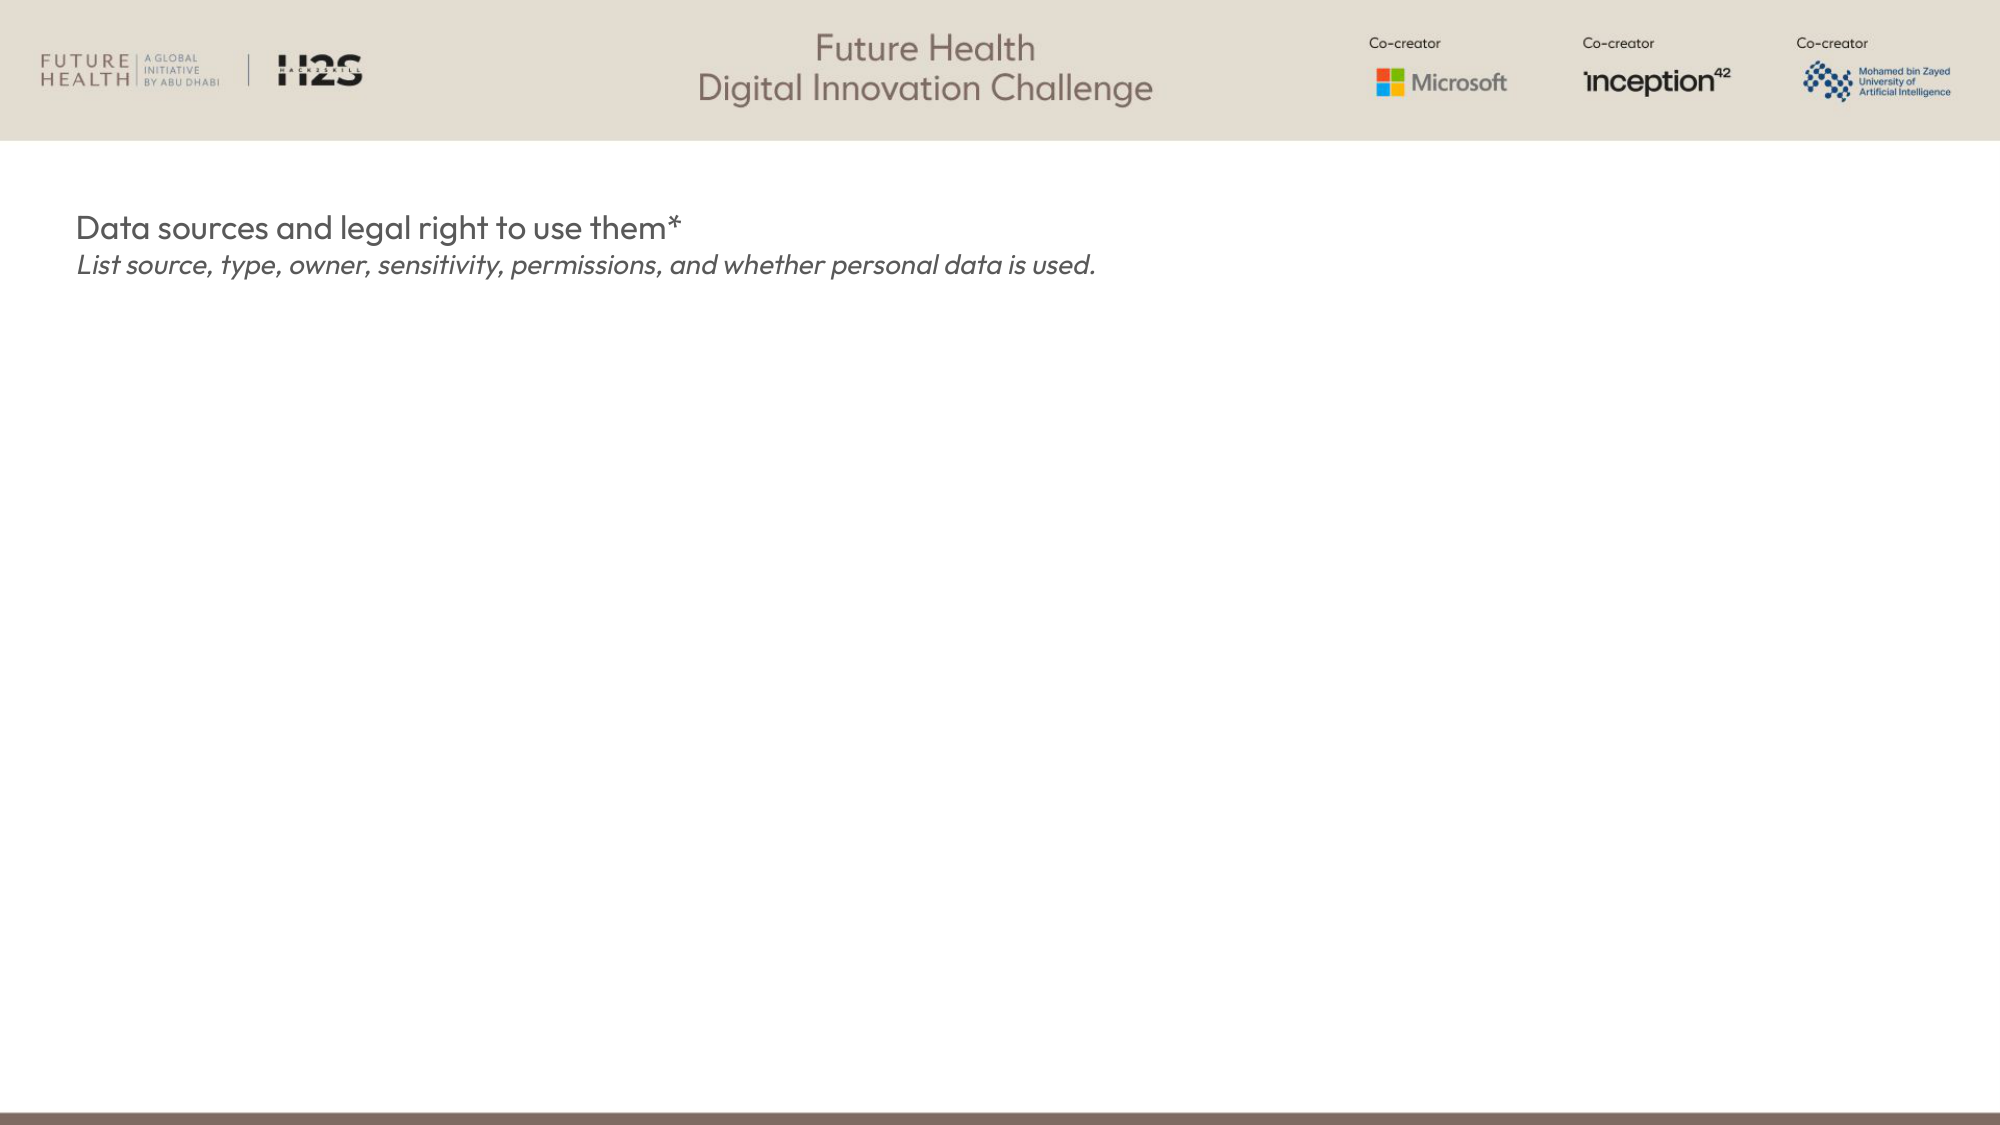 FUTURE
HEALTH
A GLOBAL
INITIATIVE
BY ABU DHABI
H2S
HACK2SKILL
Future Health
Digital Innovation Challenge
Co-creator
Microsoft
Co-creator
inception42
Co-creator
Mohamed bin Zayed
University of
Artificial Intelligence
Data sources and legal right to use them*
List source, type, owner, sensitivity, permissions, and whether personal data is used.